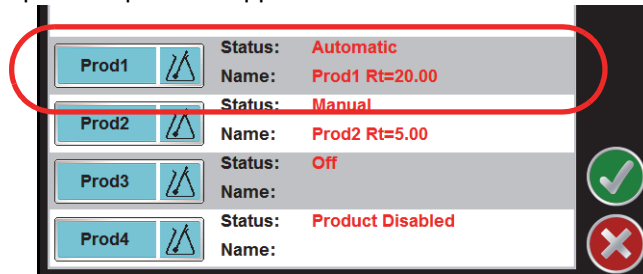 Prod1
Status: Automatic
Name: Prod1 Rt=20.00
Prod2
Status: Manual
Name: Prod2 Rt=5.00
Prod3
Status: Off
Name:
Prod4
Status: Product Disabled
Name: